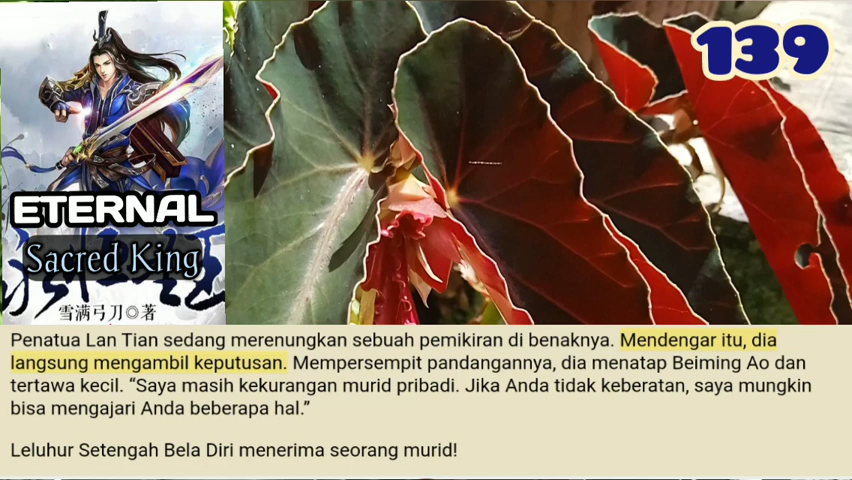 139
ETERNAL
Sacred King
雪满弓刀◎著
Penatua Lan Tian sedang merenungkan sebuah pemikiran di benaknya. Mendengar itu, dia
langsung mengambil keputusan. Mempersempit pandangannya, dia menatap Beiming Ao dan
tertawa kecil. “Saya masih kekurangan murid pribadi. Jika Anda tidak keberatan, saya mungkin
bisa mengajari Anda beberapa hal.”
Leluhur Setengah Bela Diri menerima seorang murid!